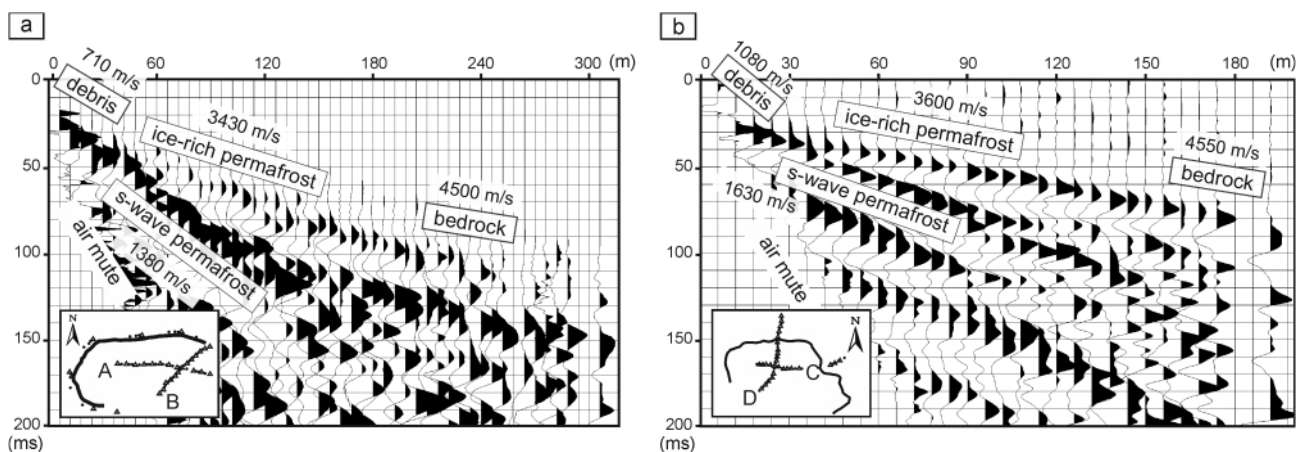 a
0 60 120 180 240 300 (m)
710 m/s
debris
3430 m/s
ice-rich permafrost
4500 m/s
bedrock
s-wave permafrost
1380 m/s
air mute
0
50
100
150
200
(ms)
N
A
B
b
0 30 60 90 120 150 180 (m)
1080 m/s
debris
3600 m/s
ice-rich permafrost
4550 m/s
bedrock
s-wave permafrost
1630 m/s
air mute
0
50
100
150
200
(ms)
N
C
D